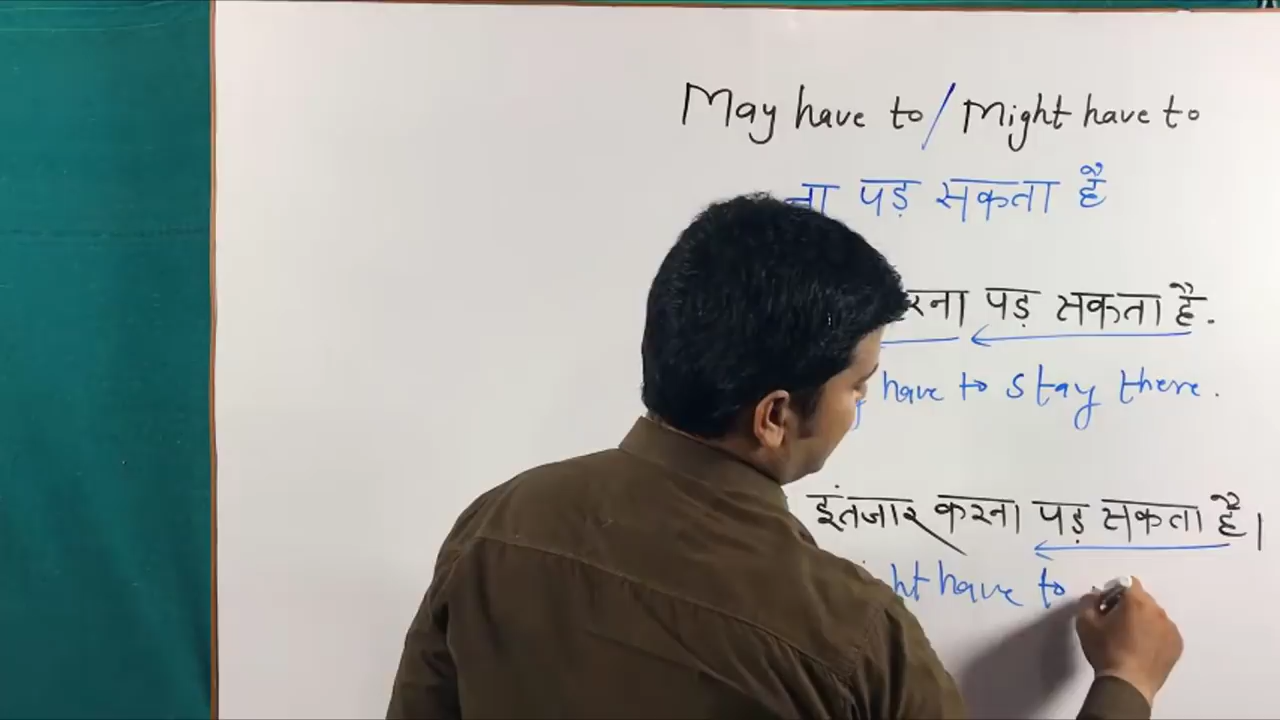 May have to / Might have to
ना पड़ सकता है
रना पड़ सकता है.
have to stay there.
इंतजार करना पड़ सकता है।
ht have to